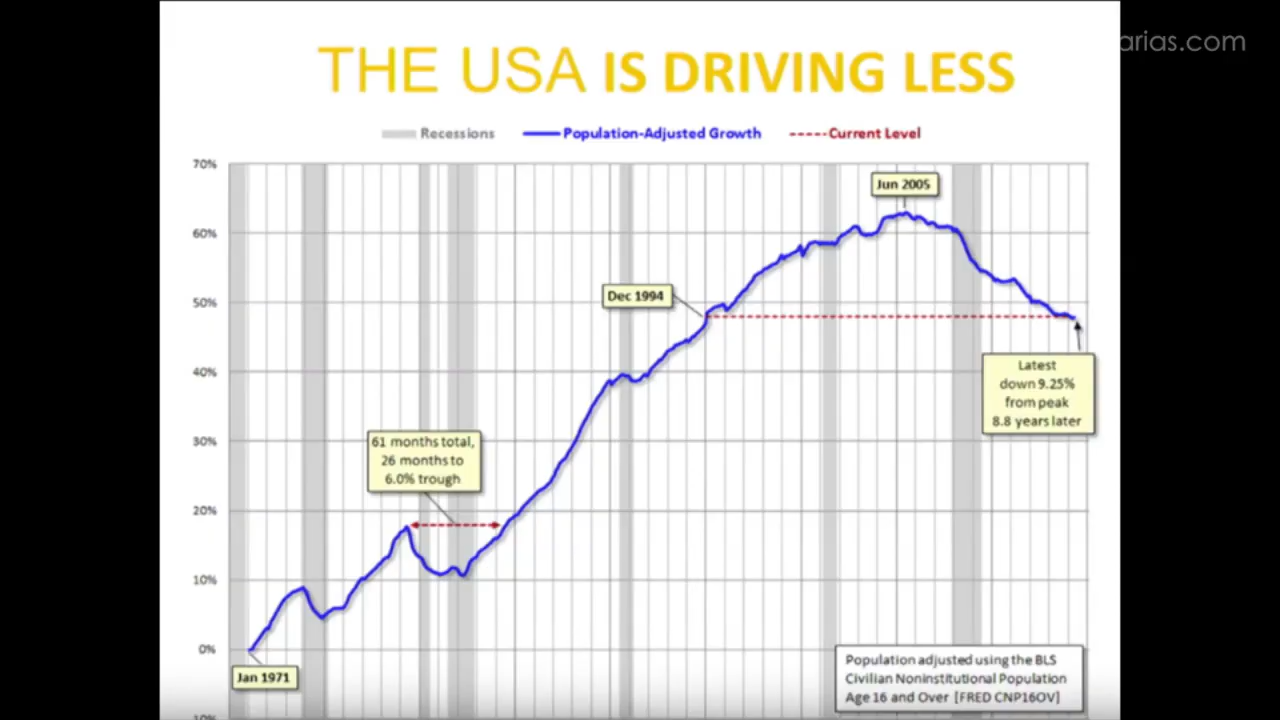 arias.com
THE USA IS DRIVING LESS
Recessions Population-Adjusted Growth Current Level
70%
Jun 2005
60%
Dec 1994
50%
Latest
down 9.25%
from peak
8.8 years later
40%
61 months total,
26 months to
6.0% trough
30%
20%
10%
0%
Jan 1971
Population adjusted using the BLS
Civilian Noninstitutional Population
Age 16 and Over [FRED CNP16OV]